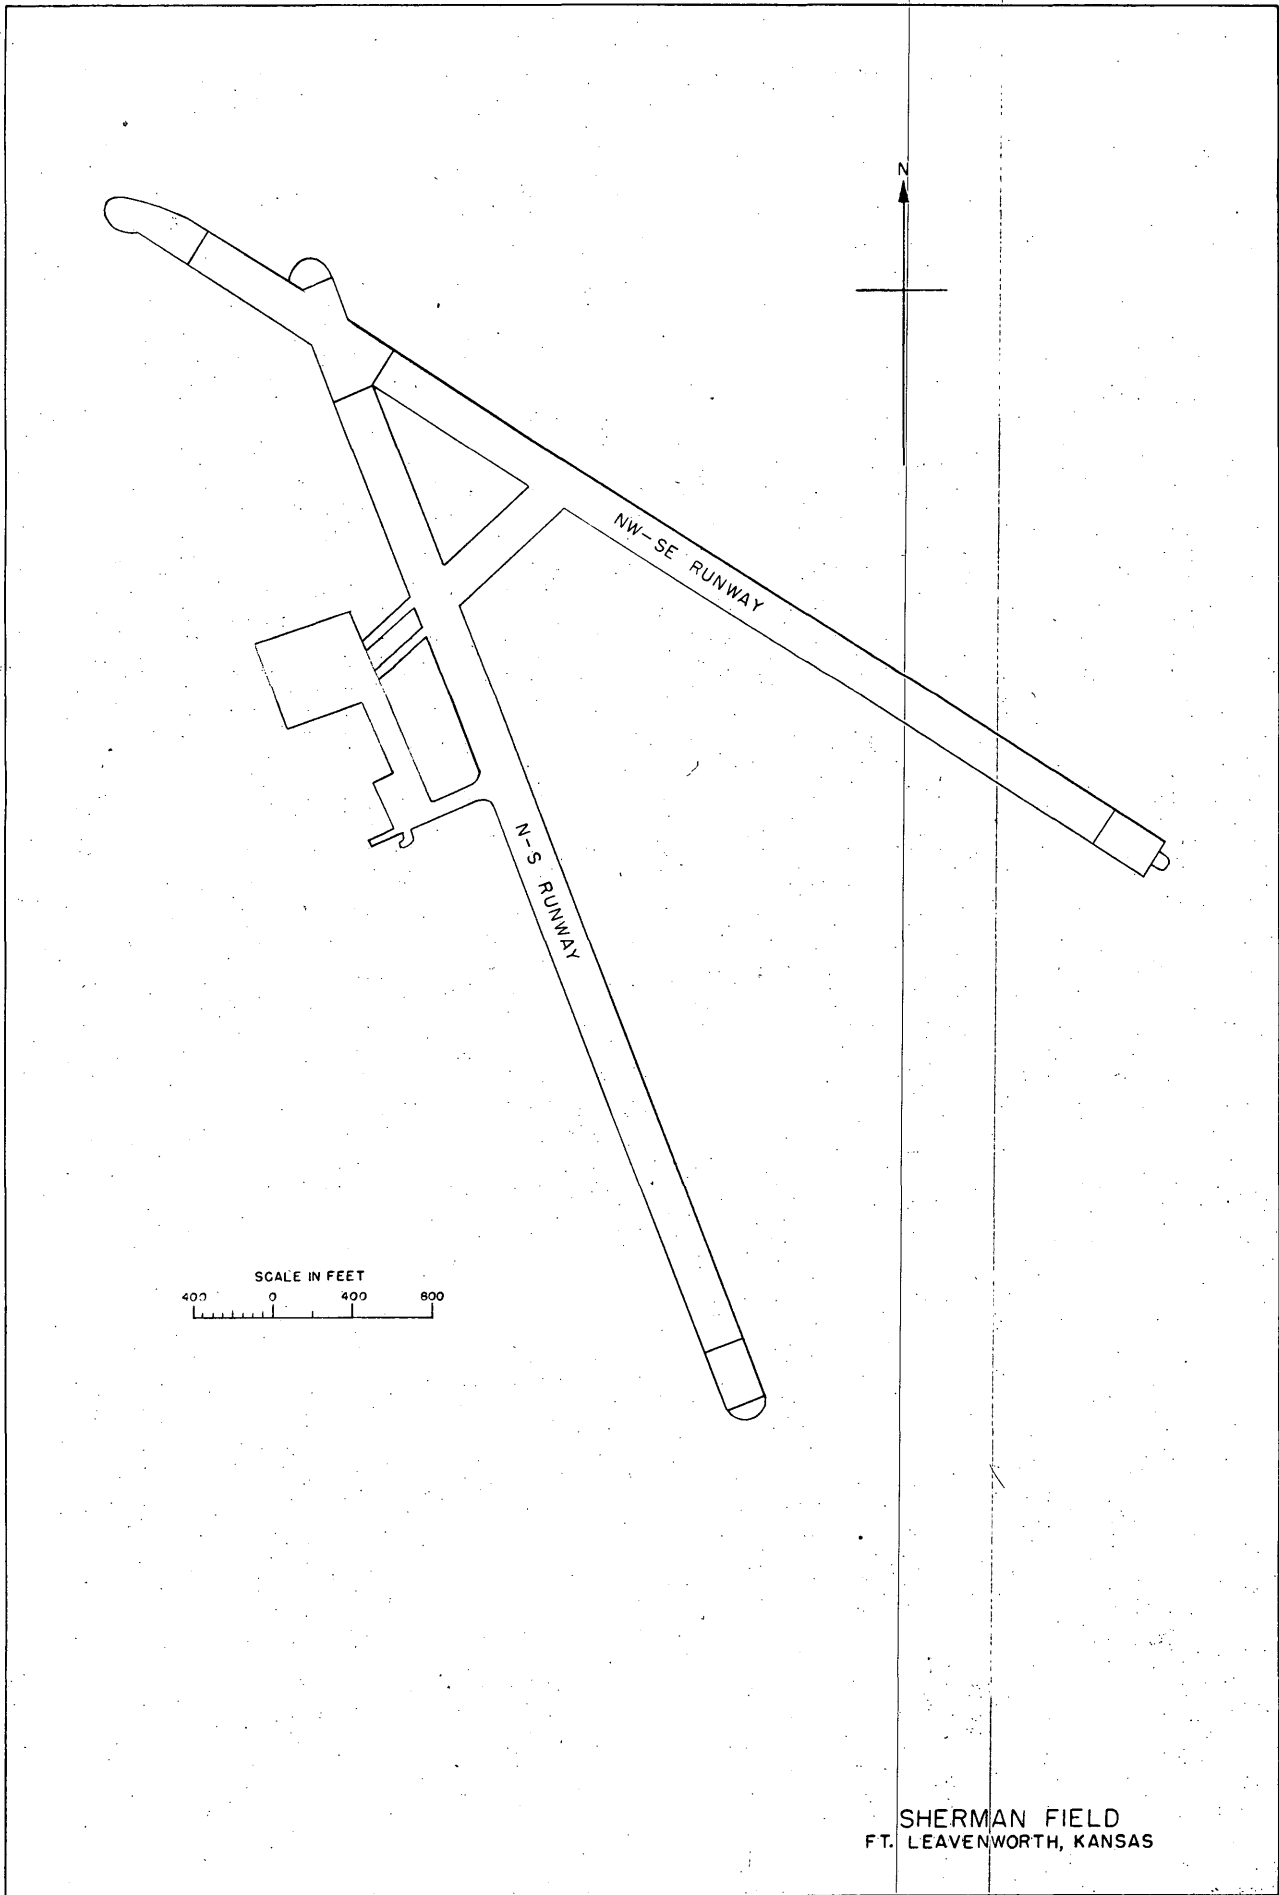 N
NW-SE RUNWAY
N-S RUNWAY
SCALE IN FEET
400 0 400 800
SHERMAN FIELD
FT. LEAVENWORTH, KANSAS